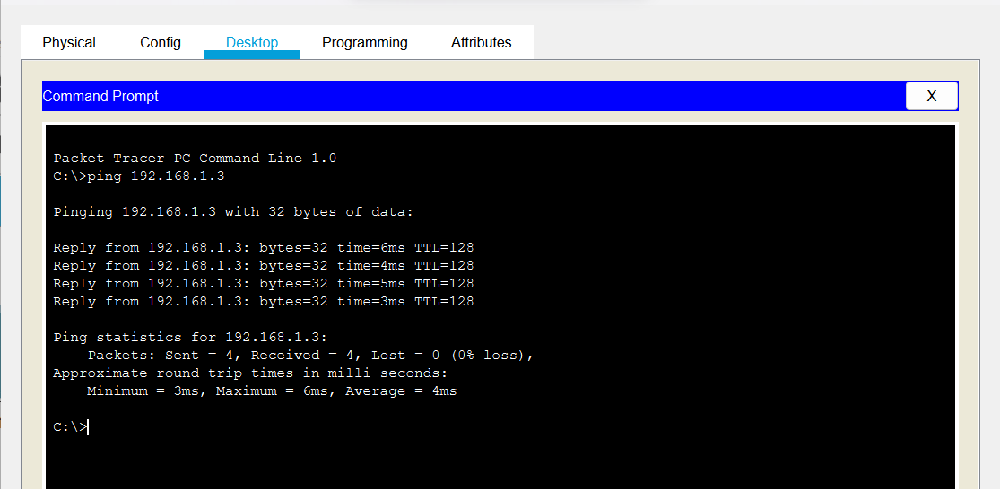 Physical Config Desktop Programming Attributes
Command Prompt X
Packet Tracer PC Command Line 1.0
C:\>ping 192.168.1.3
Pinging 192.168.1.3 with 32 bytes of data:
Reply from 192.168.1.3: bytes=32 time=6ms TTL=128
Reply from 192.168.1.3: bytes=32 time=4ms TTL=128
Reply from 192.168.1.3: bytes=32 time=5ms TTL=128
Reply from 192.168.1.3: bytes=32 time=3ms TTL=128
Ping statistics for 192.168.1.3:
Packets: Sent = 4, Received = 4, Lost = 0 (0% loss),
Approximate round trip times in milli-seconds:
Minimum = 3ms, Maximum = 6ms, Average = 4ms
C:\>